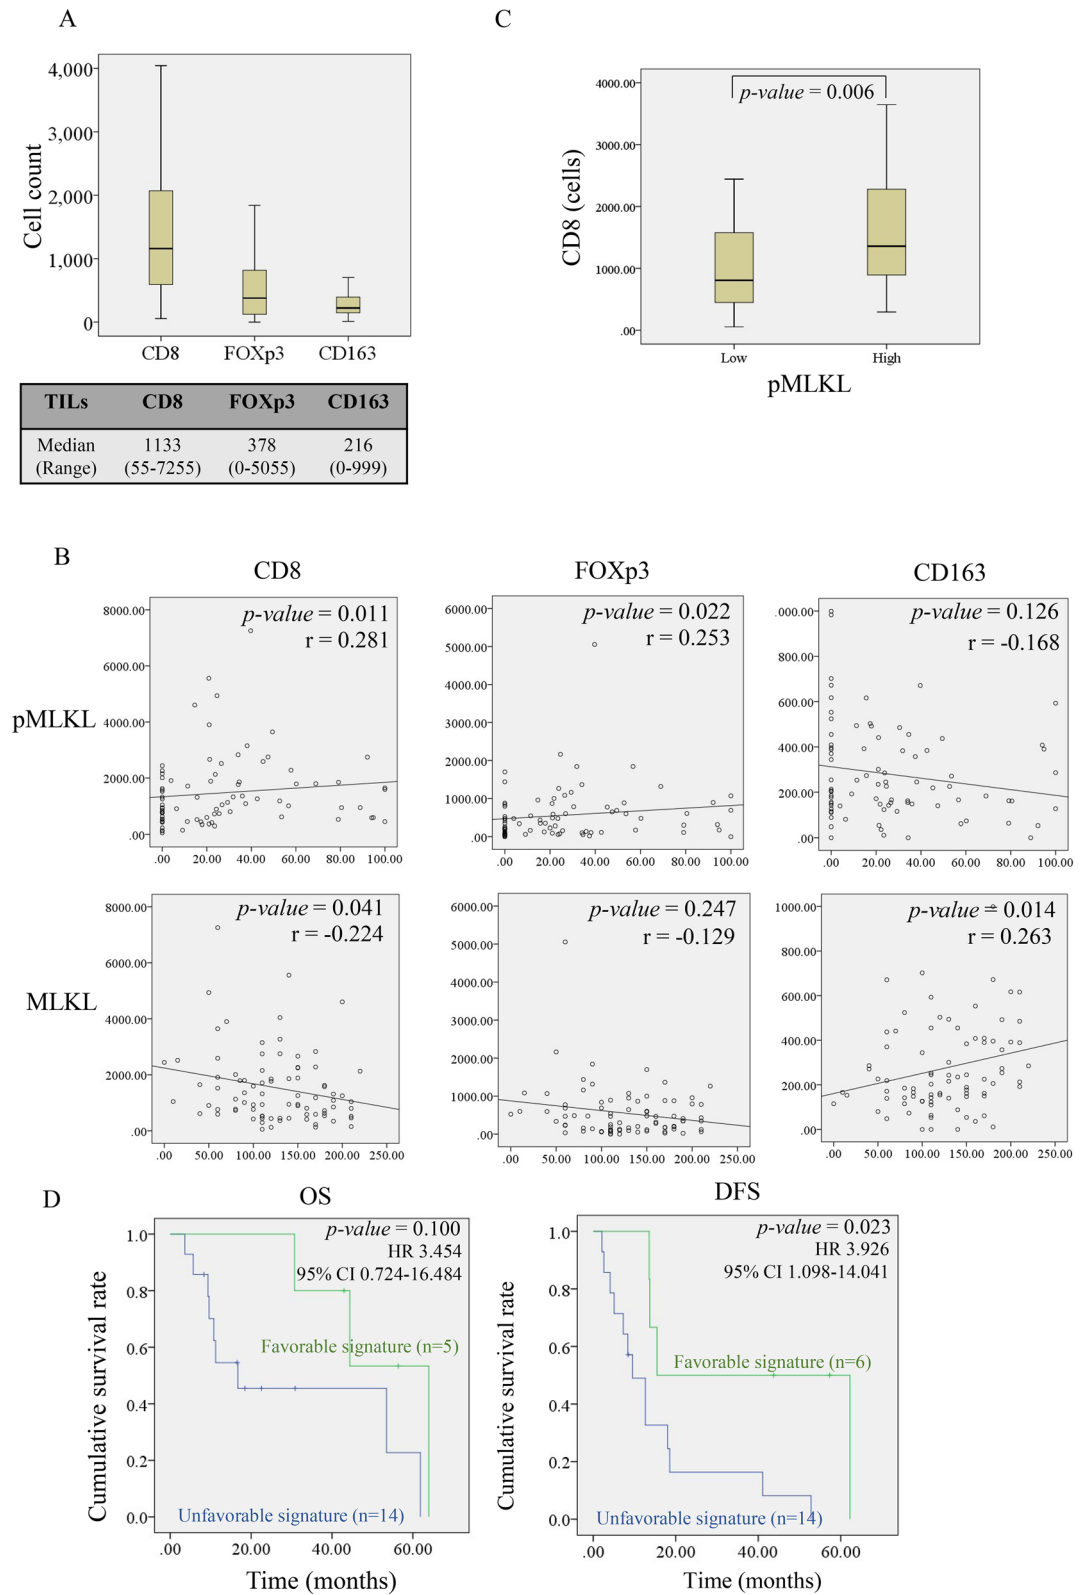 A
Cell count
4,000
3,000
2,000
1,000
0
CD8 FOXp3 CD163
TILs CD8 FOXp3 CD163
Median 1133 378 216
(Range) (55-7255) (0-5055) (0-999)
C
CD8 (cells)
4000.00
3000.00
2000.00
1000.00
.00
p-value = 0.006
Low High
pMLKL
B
CD8 FOXp3 CD163
pMLKL
8000.00
6000.00
4000.00
2000.00
.00
p-value = 0.011
r = 0.281
.00 20.00 40.00 60.00 80.00 100.00
6000.00
5000.00
4000.00
3000.00
2000.00
1000.00
.00
p-value = 0.022
r = 0.253
.00 20.00 40.00 60.00 80.00 100.00
.000.00
800.00
600.00
400.00
200.00
.00
p-value = 0.126
r = -0.168
.00 20.00 40.00 60.00 80.00 100.00
MLKL
8000.00
6000.00
4000.00
2000.00
.00
p-value = 0.041
r = -0.224
.00 50.00 100.00 150.00 200.00 250.00
6000.00
5000.00
4000.00
3000.00
2000.00
1000.00
.00
p-value = 0.247
r = -0.129
.00 50.00 100.00 150.00 200.00 250.00
1000.00
800.00
600.00
400.00
200.00
.00
p-value = 0.014
r = 0.263
.00 50.00 100.00 150.00 200.00 250.00
D
OS
Cumulative survival rate
1.0
0.8
0.6
0.4
0.2
0.0
p-value = 0.100
HR 3.454
95% CI 0.724-16.484
Favorable signature (n=5)
Unfavorable signature (n=14)
.00 20.00 40.00 60.00
Time (months)
DFS
Cumulative survival rate
1.0
0.8
0.6
0.4
0.2
0.0
p-value = 0.023
HR 3.926
95% CI 1.098-14.041
Favorable signature (n=6)
Unfavorable signature (n=14)
.00 20.00 40.00 60.00
Time (months)